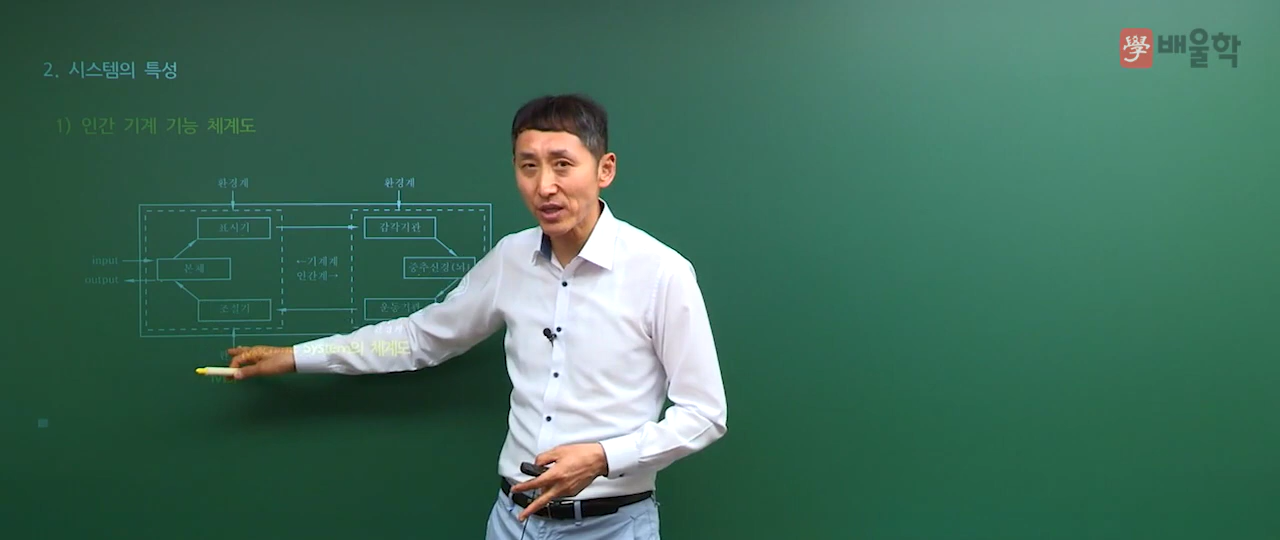 學 배울학
2. 시스템의 특성
1) 인간 기계 기능 체계도
환경계 환경계
표시기 감각기관
input 본체 ←기계계 중추신경(뇌)
output 인간계→
조절기 운동기관
환경계
System의 체계도